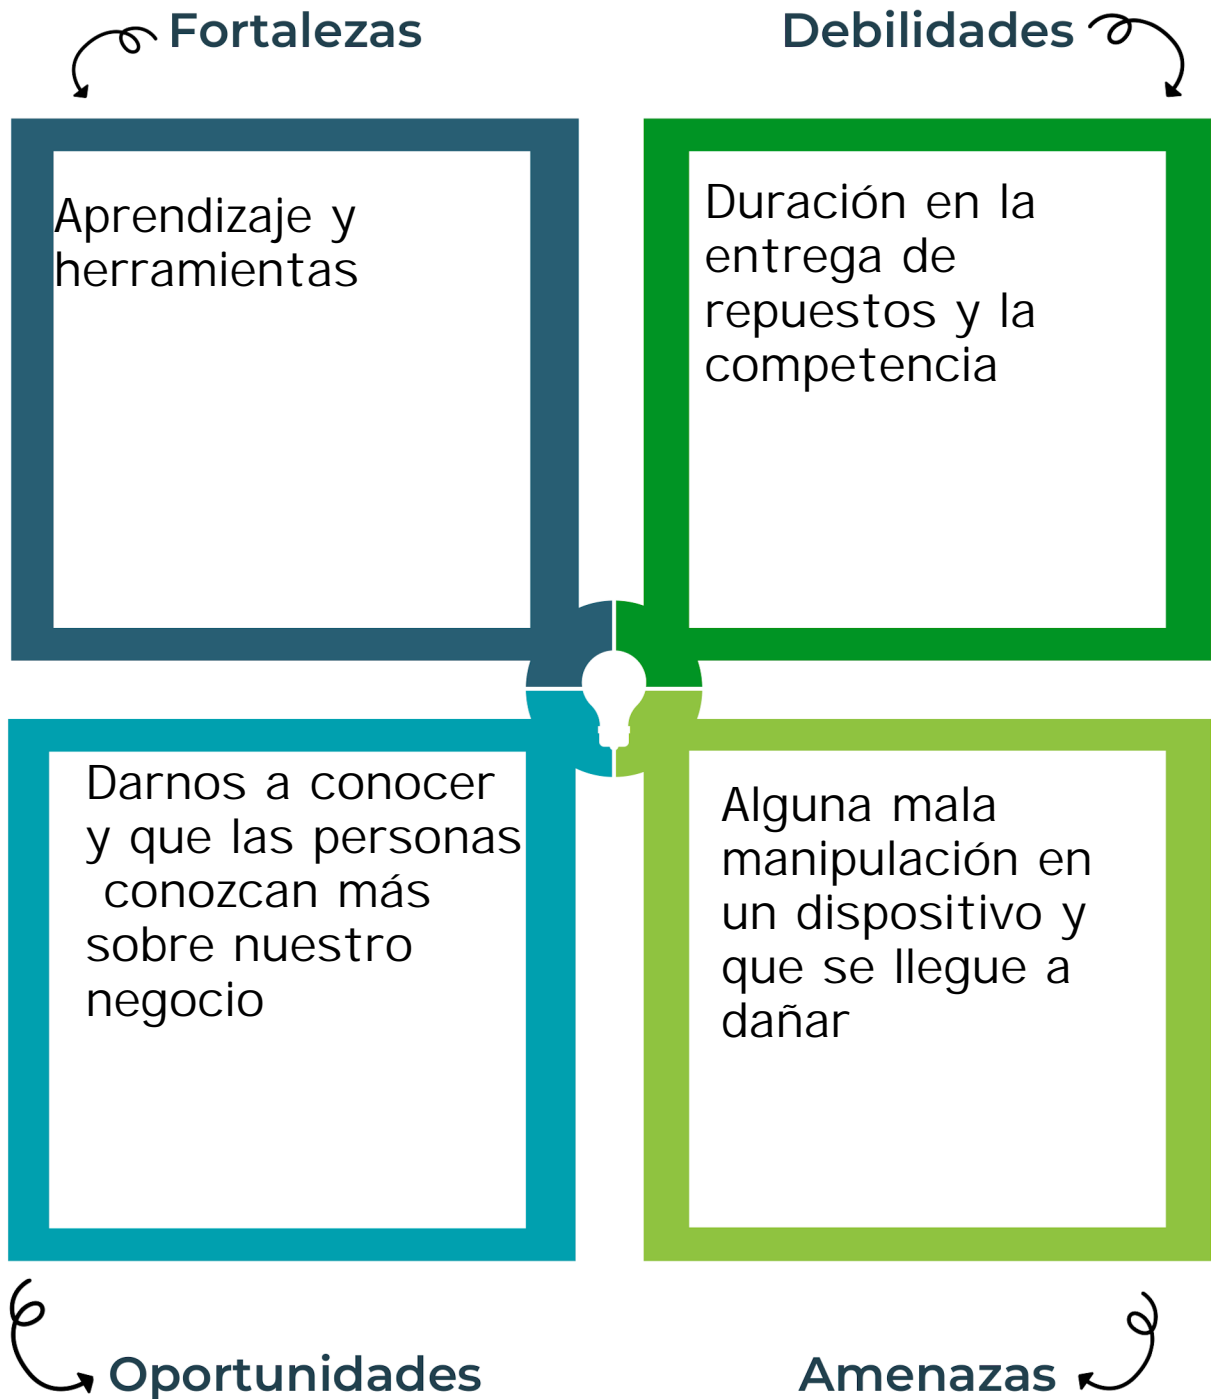 Fortalezas
Aprendizaje y
herramientas
Debilidades
Duración en la
entrega de
repuestos y la
competencia
Darnos a conocer
y que las personas
conozcan más
sobre nuestro
negocio
Oportunidades
Alguna mala
manipulación en
un dispositivo y
que se llegue a
dañar
Amenazas